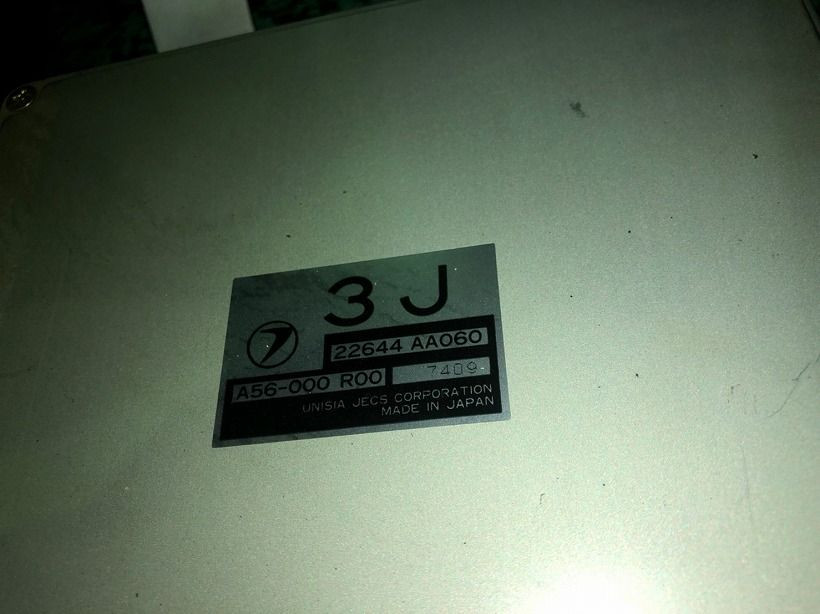 3 J
22644 AA060
A56-000 R00 7409
UNISIA JECS CORPORATION
MADE IN JAPAN